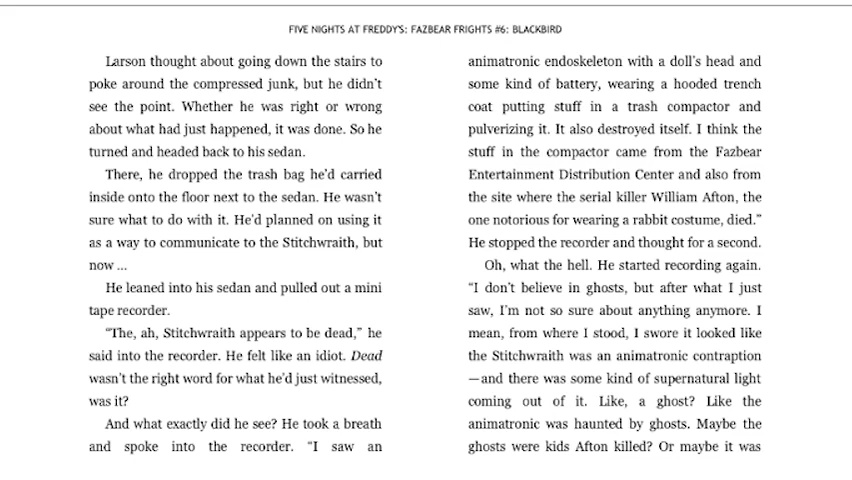 FIVE NIGHTS AT FREDDY'S: FAZBEAR FRIGHTS #6: BLACKBIRD
Larson thought about going down the stairs to
poke around the compressed junk, but he didn't
see the point. Whether he was right or wrong
about what had just happened, it was done. So he
turned and headed back to his sedan.
There, he dropped the trash bag he'd carried
inside onto the floor next to the sedan. He wasn't
sure what to do with it. He'd planned on using it
as a way to communicate to the Stitchwraith, but
now ...
He leaned into his sedan and pulled out a mini
tape recorder.
“The, ah, Stitchwraith appears to be dead,” he
said into the recorder. He felt like an idiot. Dead
wasn't the right word for what he'd just witnessed,
was it?
And what exactly did he see? He took a breath
and spoke into the recorder. “I saw an
animatronic endoskeleton with a doll's head and
some kind of battery, wearing a hooded trench
coat putting stuff in a trash compactor and
pulverizing it. It also destroyed itself. I think the
stuff in the compactor came from the Fazbear
Entertainment Distribution Center and also from
the site where the serial killer William Afton, the
one notorious for wearing a rabbit costume, died.”
He stopped the recorder and thought for a second.
Oh, what the hell. He started recording again.
“I don't believe in ghosts, but after what I just
saw, I'm not so sure about anything anymore. I
mean, from where I stood, I swore it looked like
the Stitchwraith was an animatronic contraption
—and there was some kind of supernatural light
coming out of it. Like, a ghost? Like the
animatronic was haunted by ghosts. Maybe the
ghosts were kids Afton killed? Or maybe it was